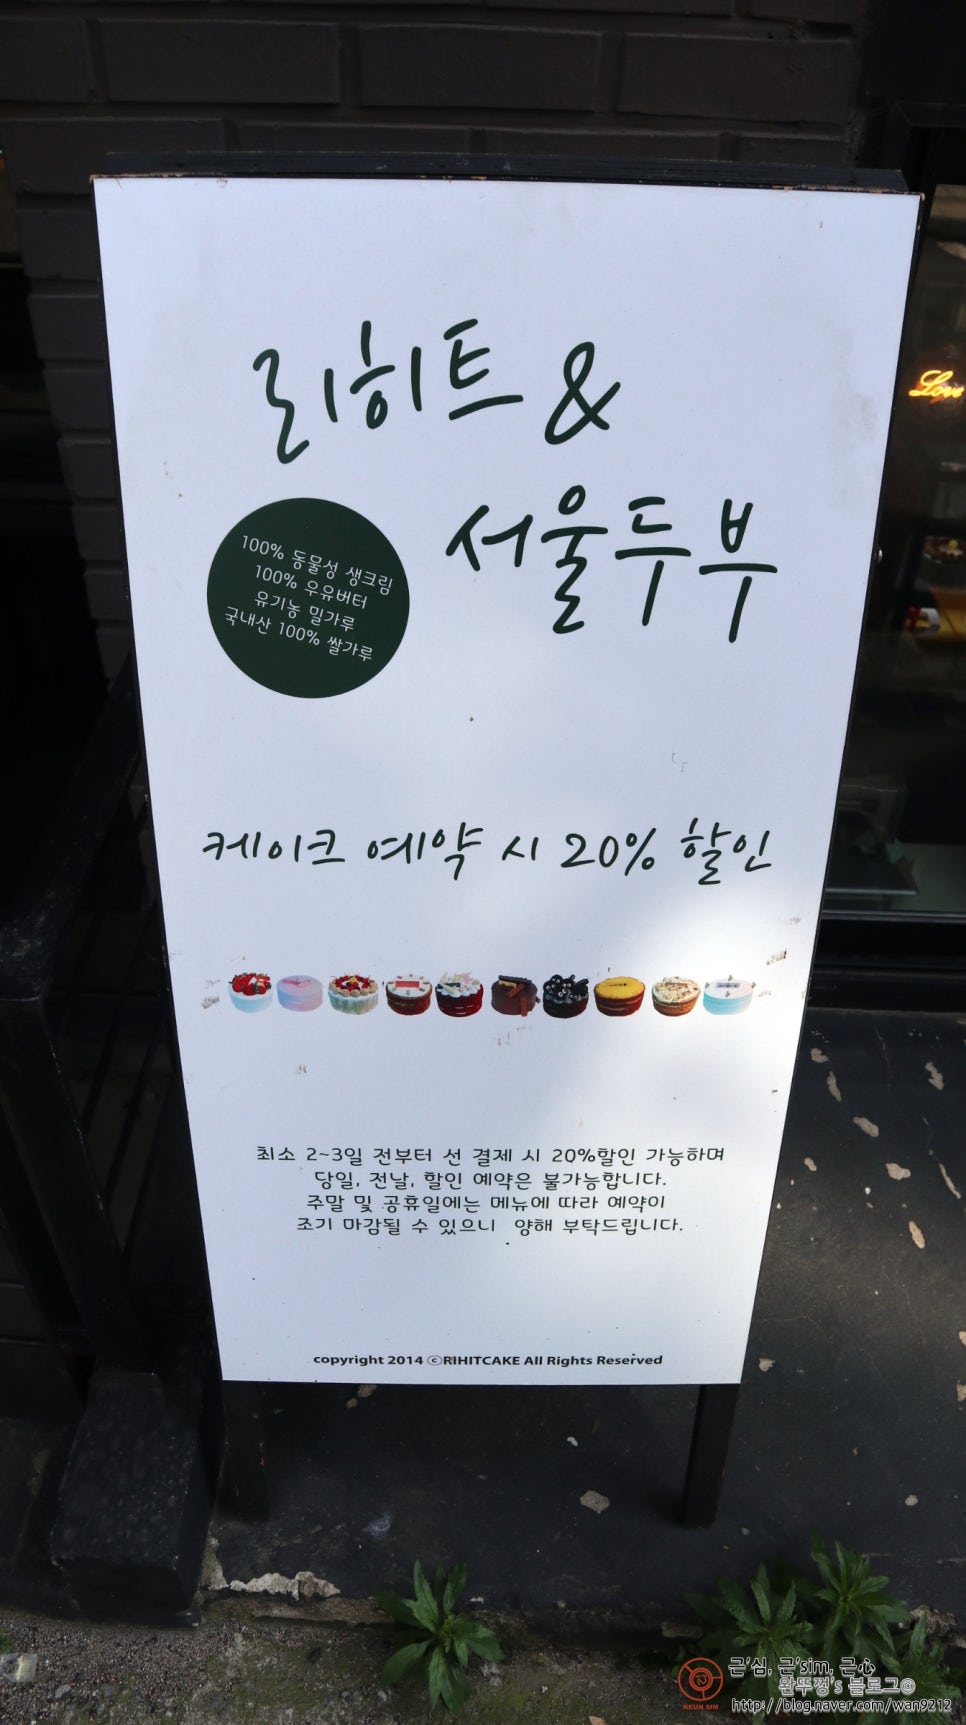 리히트 &
서울두부
100% 동물성 생크림
100% 우유버터
유기농 밀가루
국내산 100% 쌀가루
케이크 예약 시 20% 할인
최소 2~3일 전부터 선 결제 시 20%할인 가능하며
당일, 전날, 할인 예약은 불가능합니다.
주말 및 공휴일에는 메뉴에 따라 예약이
조기 마감될 수 있으니 양해 부탁드립니다.
copyright 2014 ⓒRIHITCAKE All Rights Reserved
Love
근'심, 근'sim, 근心
완뚜껑's 블로그@
KEUN SIM
http://blog.naver.com/wan9212